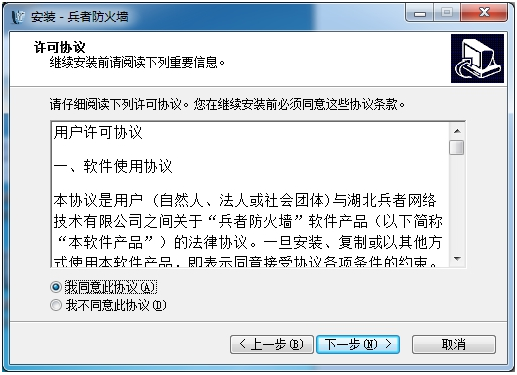 安装 - 兵者防火墙
许可协议
继续安装前请阅读下列重要信息。
请仔细阅读下列许可协议。您在继续安装前必须同意这些协议条款。
用户许可协议
一、软件使用协议
本协议是用户 (自然人、法人或社会团体)与湖北兵者网络
技术有限公司之间关于“兵者防火墙”软件产品（以下简称
“本软件产品”）的法律协议。一旦安装、复制或以其他方
式使用本软件产品，即表示同意接受协议各项条件的约束。
我同意此协议(A)
我不同意此协议(D)
< 上一步(B)
下一步(N) >
取消